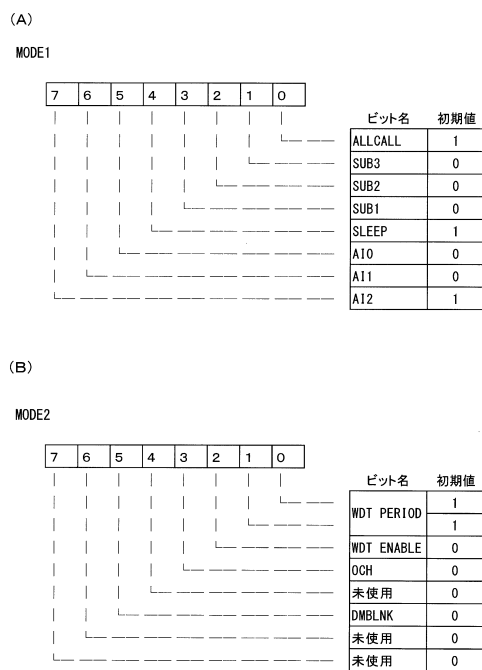 (A)
MODE1
7 6 5 4 3 2 1 0
ビット名 初期値
ALLCALL 1
SUB3 0
SUB2 0
SUB1 0
SLEEP 1
AI0 0
AI1 0
AI2 1
(B)
MODE2
7 6 5 4 3 2 1 0
ビット名 初期値
WDT PERIOD 1
1
WDT ENABLE 0
OCH 0
未使用 0
DMBLNK 0
未使用 0
未使用 0